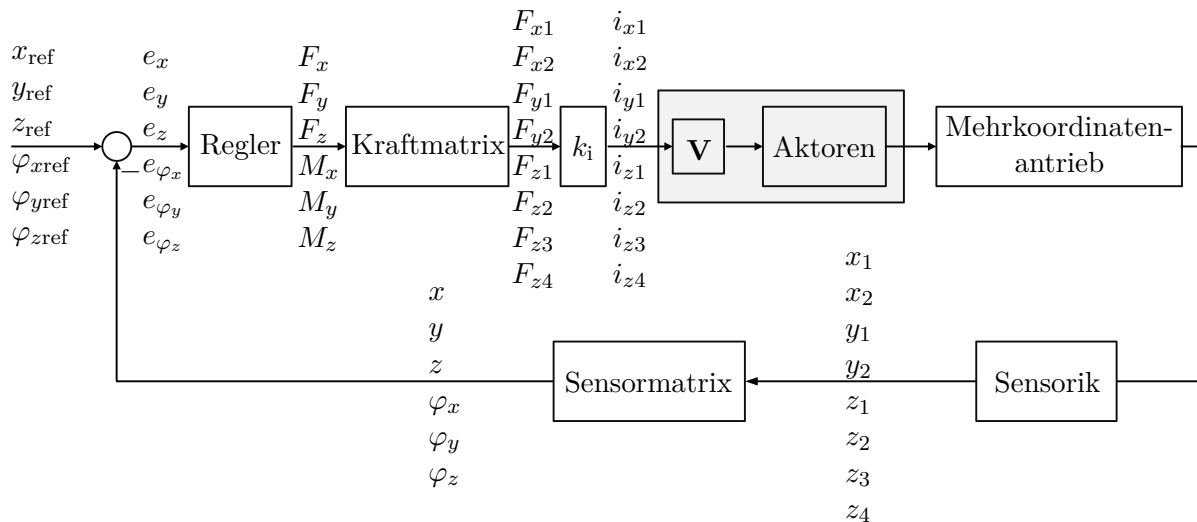 x_ref
y_ref
z_ref
φ_xref
φ_yref
φ_zref
−
e_x
e_y
e_z
e_φx
e_φy
e_φz
Regler
F_x
F_y
F_z
M_x
M_y
M_z
Kraftmatrix
F_x1
F_x2
F_y1
F_y2
F_z1
F_z2
F_z3
F_z4
k_i
i_x1
i_x2
i_y1
i_y2
i_z1
i_z2
i_z3
i_z4
V
Aktoren
Mehrkoordinaten-
antrieb
Sensorik
x_1
x_2
y_1
y_2
z_1
z_2
z_3
z_4
Sensormatrix
x
y
z
φ_x
φ_y
φ_z